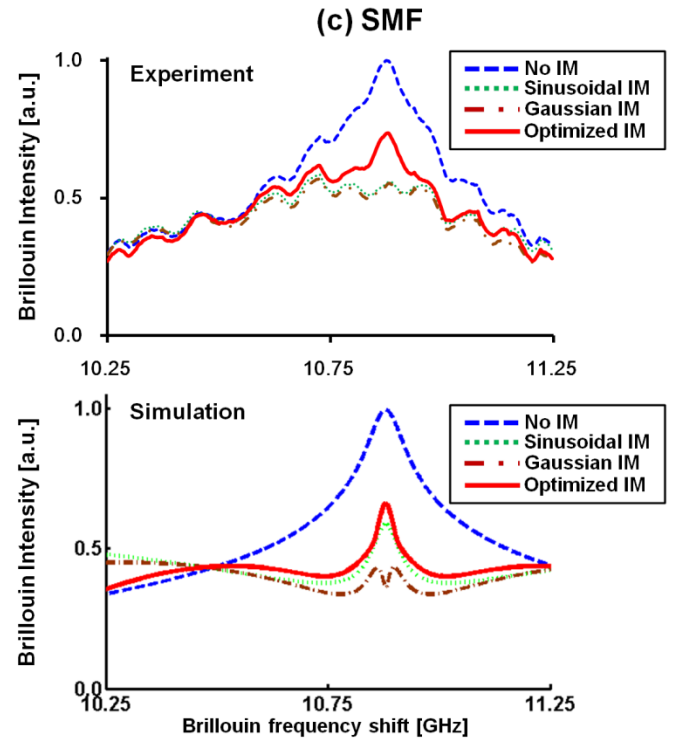 (c) SMF
Brillouin Intensity [a.u.]
1.0
0.5
0.0
Experiment
No IM
Sinusoidal IM
Gaussian IM
Optimized IM
10.25
10.75
11.25
Brillouin Intensity [a.u.]
1.0
0.5
0.0
Simulation
No IM
Sinusoidal IM
Gaussian IM
Optimized IM
10.25
10.75
11.25
Brillouin frequency shift [GHz]